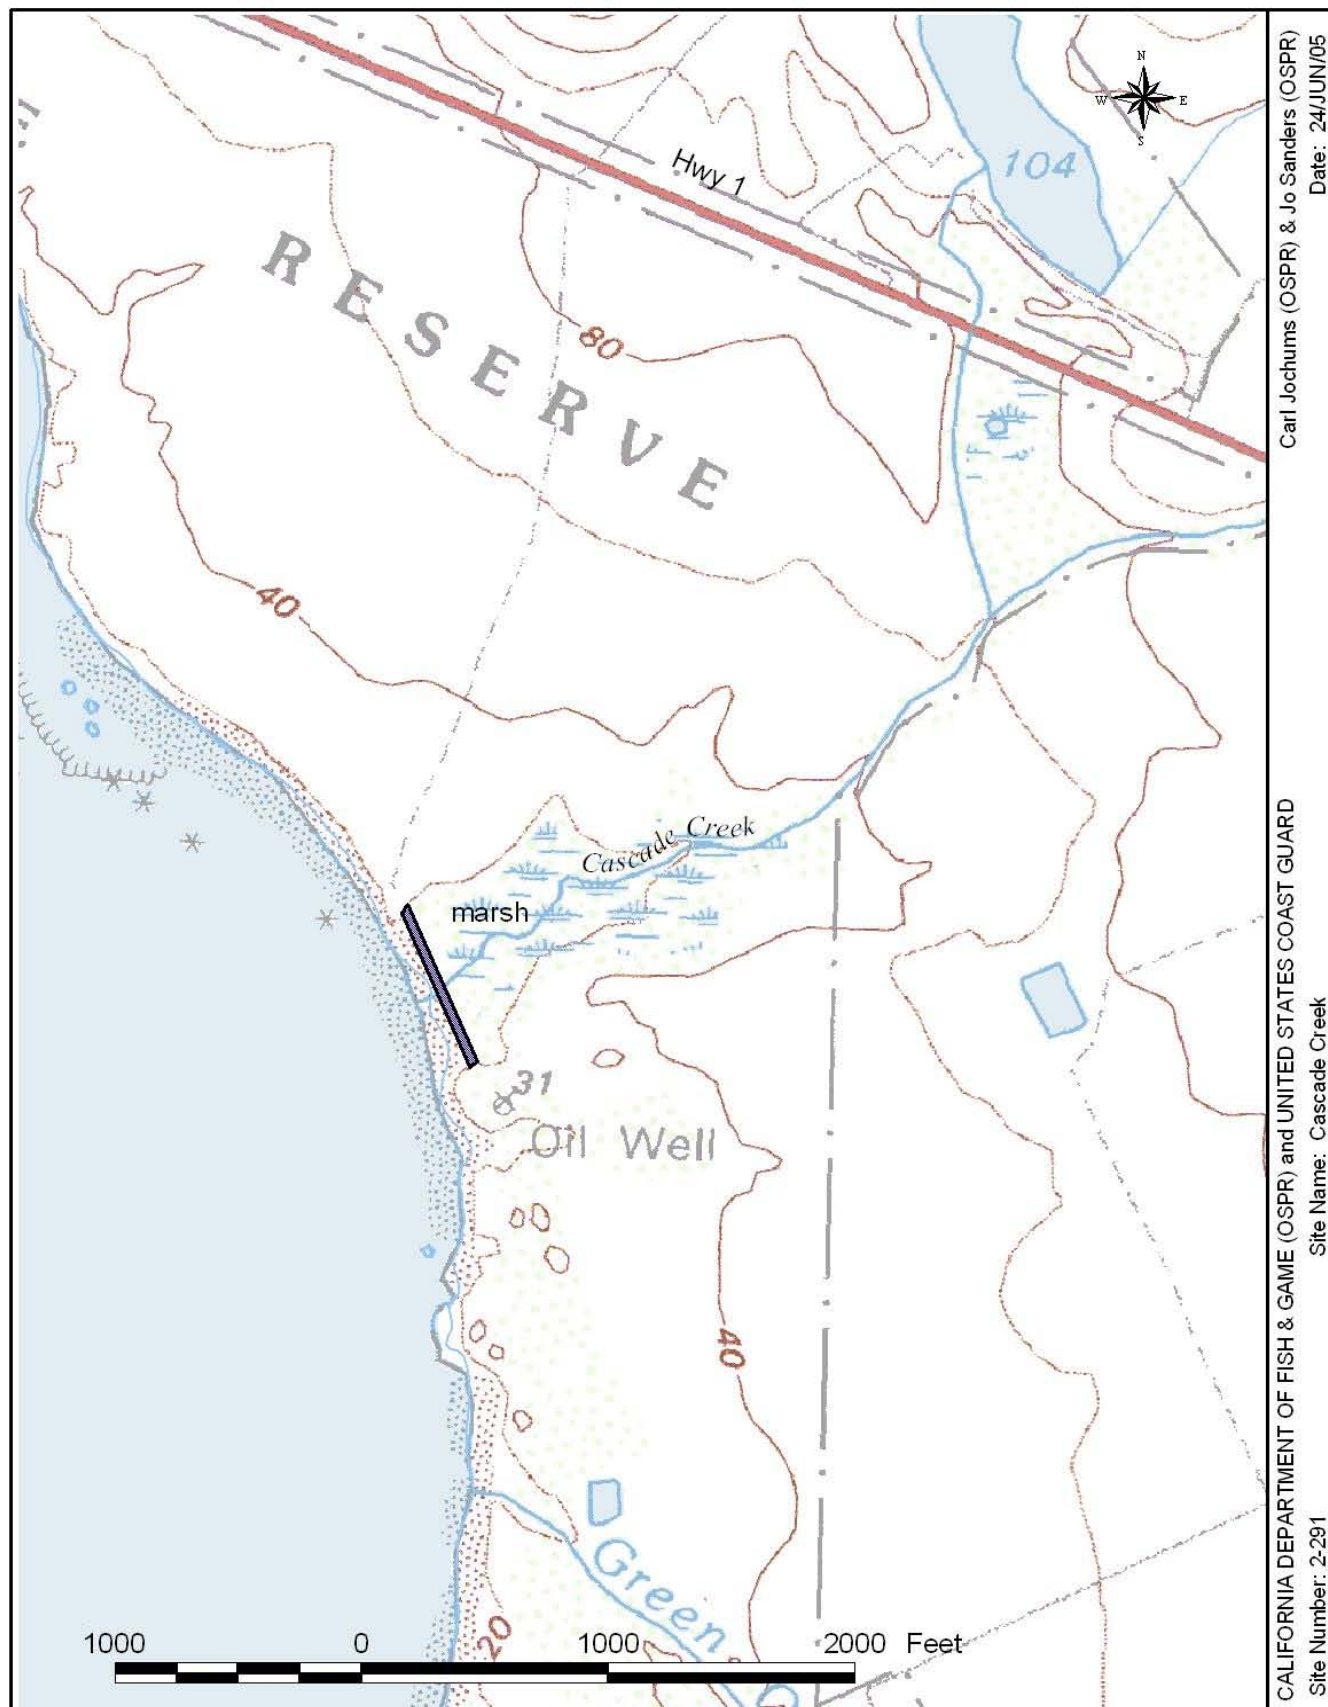 N
W E
S
104
Hwy 1
RESERVE
80
40
Cascade Creek
marsh
31
Oil Well
40
Green
20
1000 0 1000 2000 Feet
CALIFORNIA DEPARTMENT OF FISH & GAME (OSPR) and UNITED STATES COAST GUARD Carl Jochums (OSPR) & Jo Sanders (OSPR)
Site Number: 2-291 Site Name: Cascade Creek Date: 24/JUN/05